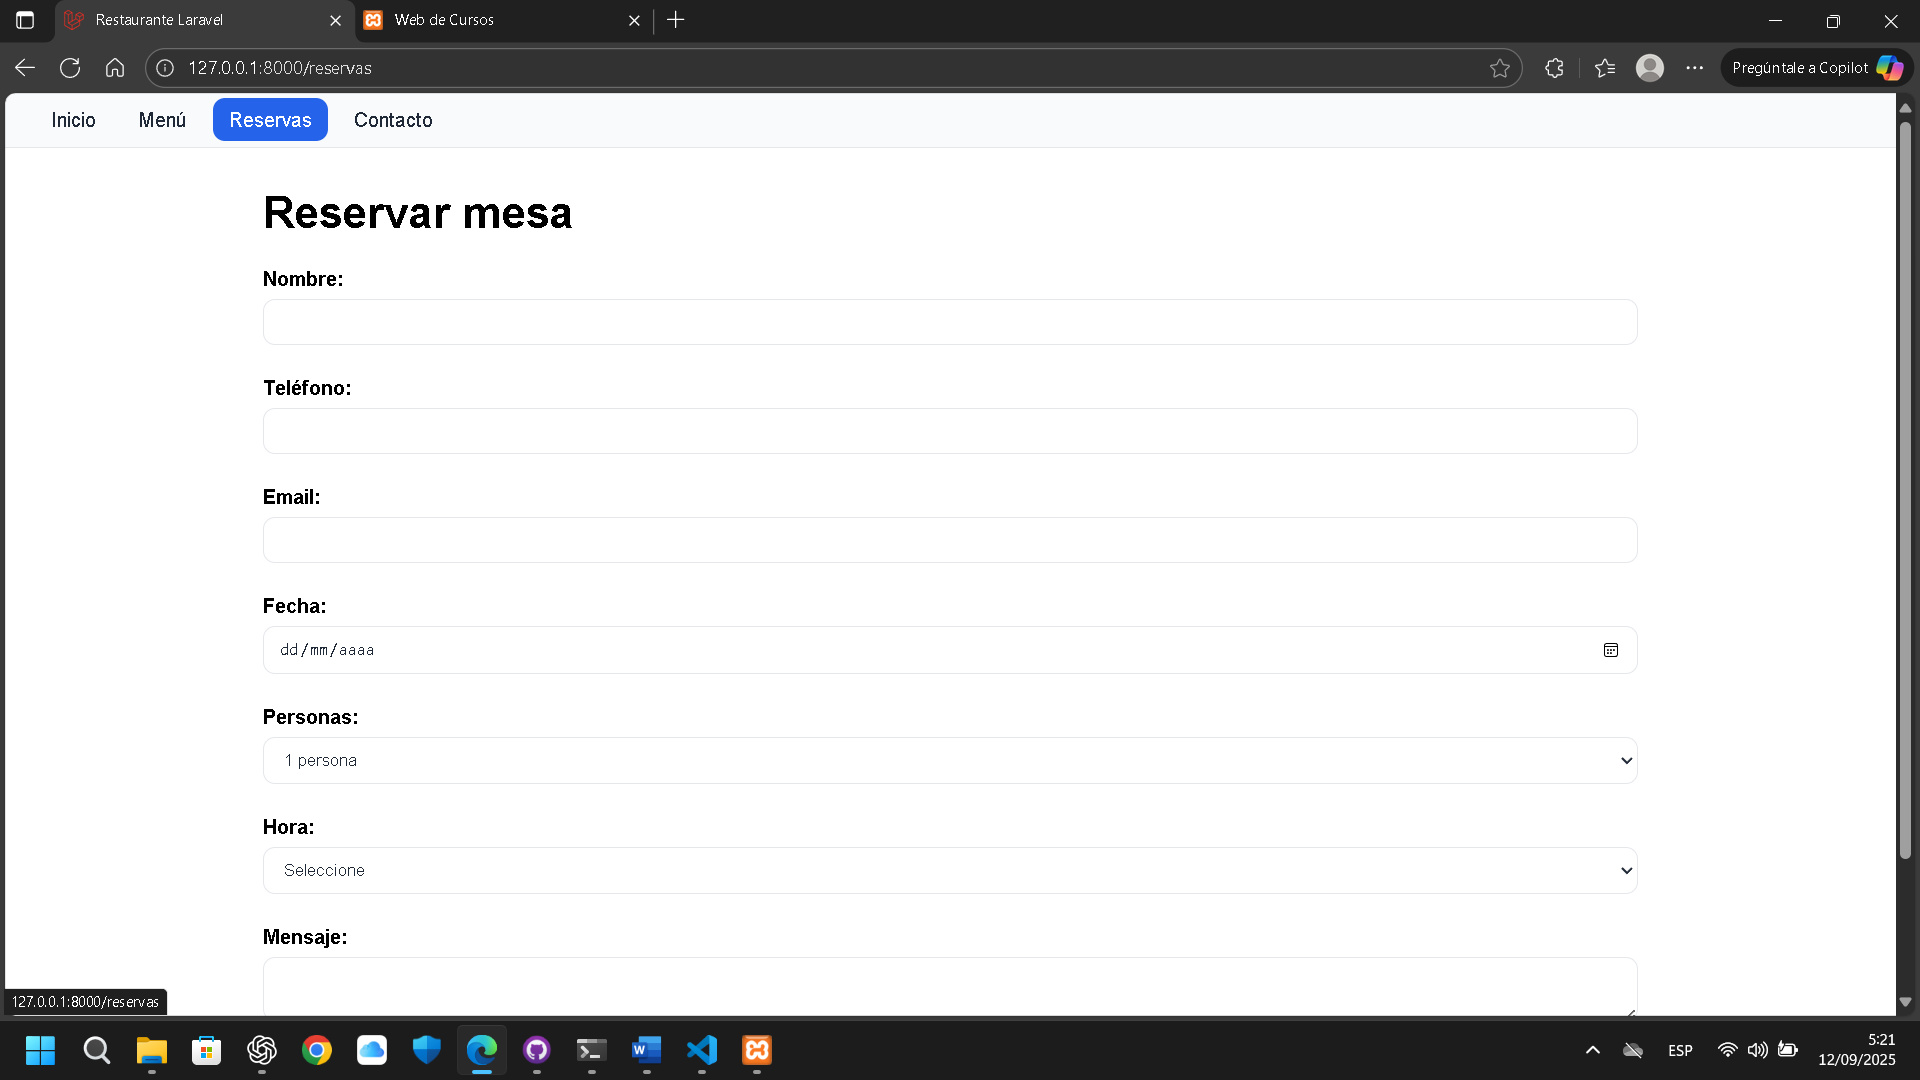 Restaurante Laravel
Web de Cursos
127.0.0.1:8000/reservas
Pregúntale a Copilot
Inicio
Menú
Reservas
Contacto
Reservar mesa
Nombre:
Teléfono:
Email:
Fecha:
dd/mm/aaaa
Personas:
1 persona
Hora:
Seleccione
Mensaje:
127.0.0.1:8000/reservas
ESP
5:21
12/09/2025